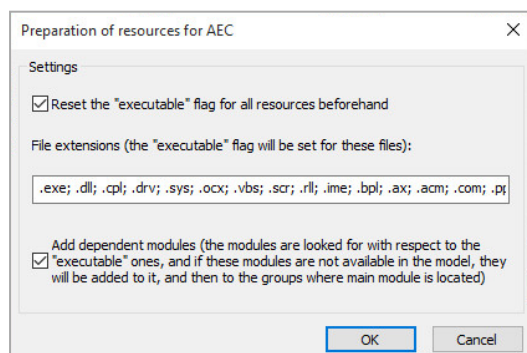 Preparation of resources for AEC
Settings
Reset the "executable" flag for all resources beforehand
File extensions (the "executable" flag will be set for these files):
.exe; .dll; .cpl; .drv; .sys; .ocx; .vbs; .scr; .rll; .ime; .bpl; .ax; .acm; .com; .pp
Add dependent modules (the modules are looked for with respect to the
"executable" ones, and if these modules are not available in the model, they
will be added to it, and then to the groups where main module is located)
OK Cancel